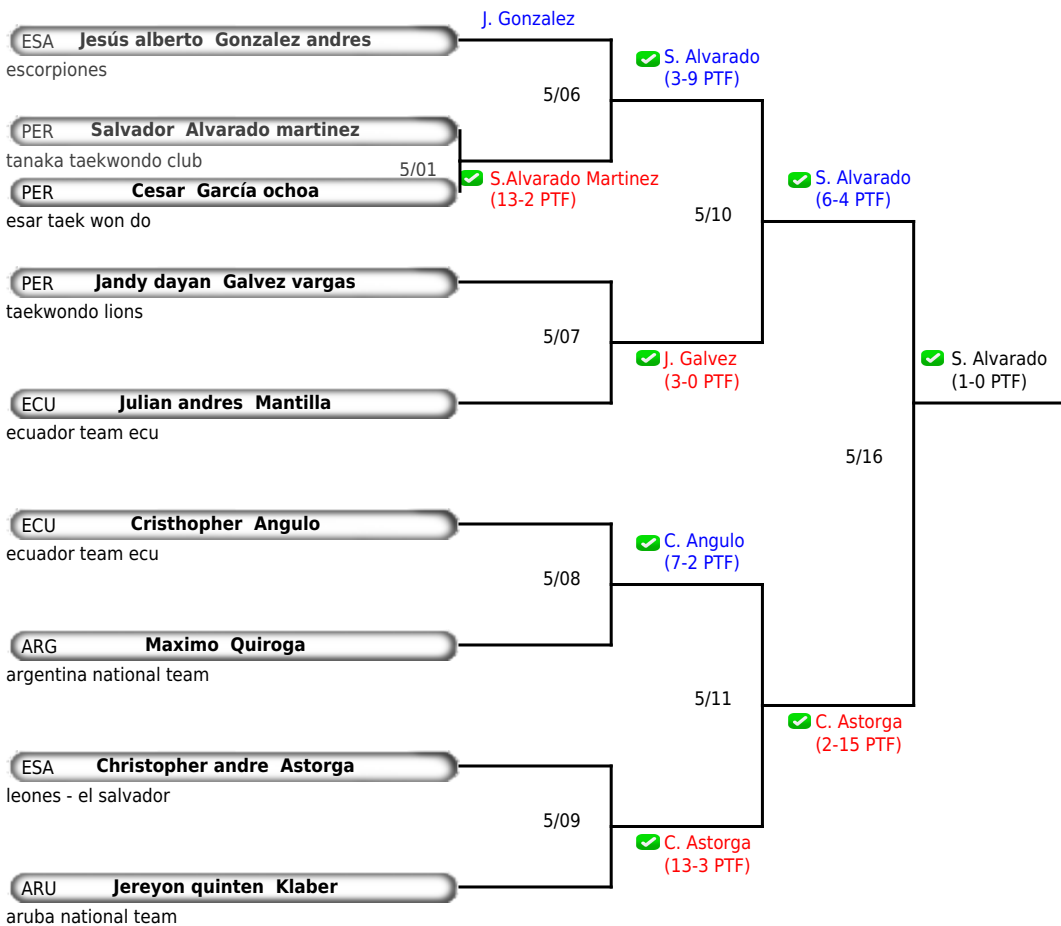 J. Gonzalez
ESA Jesús alberto Gonzalez andres
escorpiones
S. Alvarado
(3-9 PTF)
5/06
PER Salvador Alvarado martinez
tanaka taekwondo club
5/01
PER Cesar García ochoa
esar taek won do
S.Alvarado Martinez
(13-2 PTF)
S. Alvarado
(6-4 PTF)
5/10
PER Jandy dayan Galvez vargas
taekwondo lions
5/07
J. Galvez
(3-0 PTF)
S. Alvarado
(1-0 PTF)
ECU Julian andres Mantilla
ecuador team ecu
5/16
ECU Cristhopher Angulo
ecuador team ecu
C. Angulo
(7-2 PTF)
5/08
ARG Maximo Quiroga
argentina national team
5/11
C. Astorga
(2-15 PTF)
ESA Christopher andre Astorga
leones - el salvador
5/09
C. Astorga
(13-3 PTF)
ARU Jereyon quinten Klaber
aruba national team